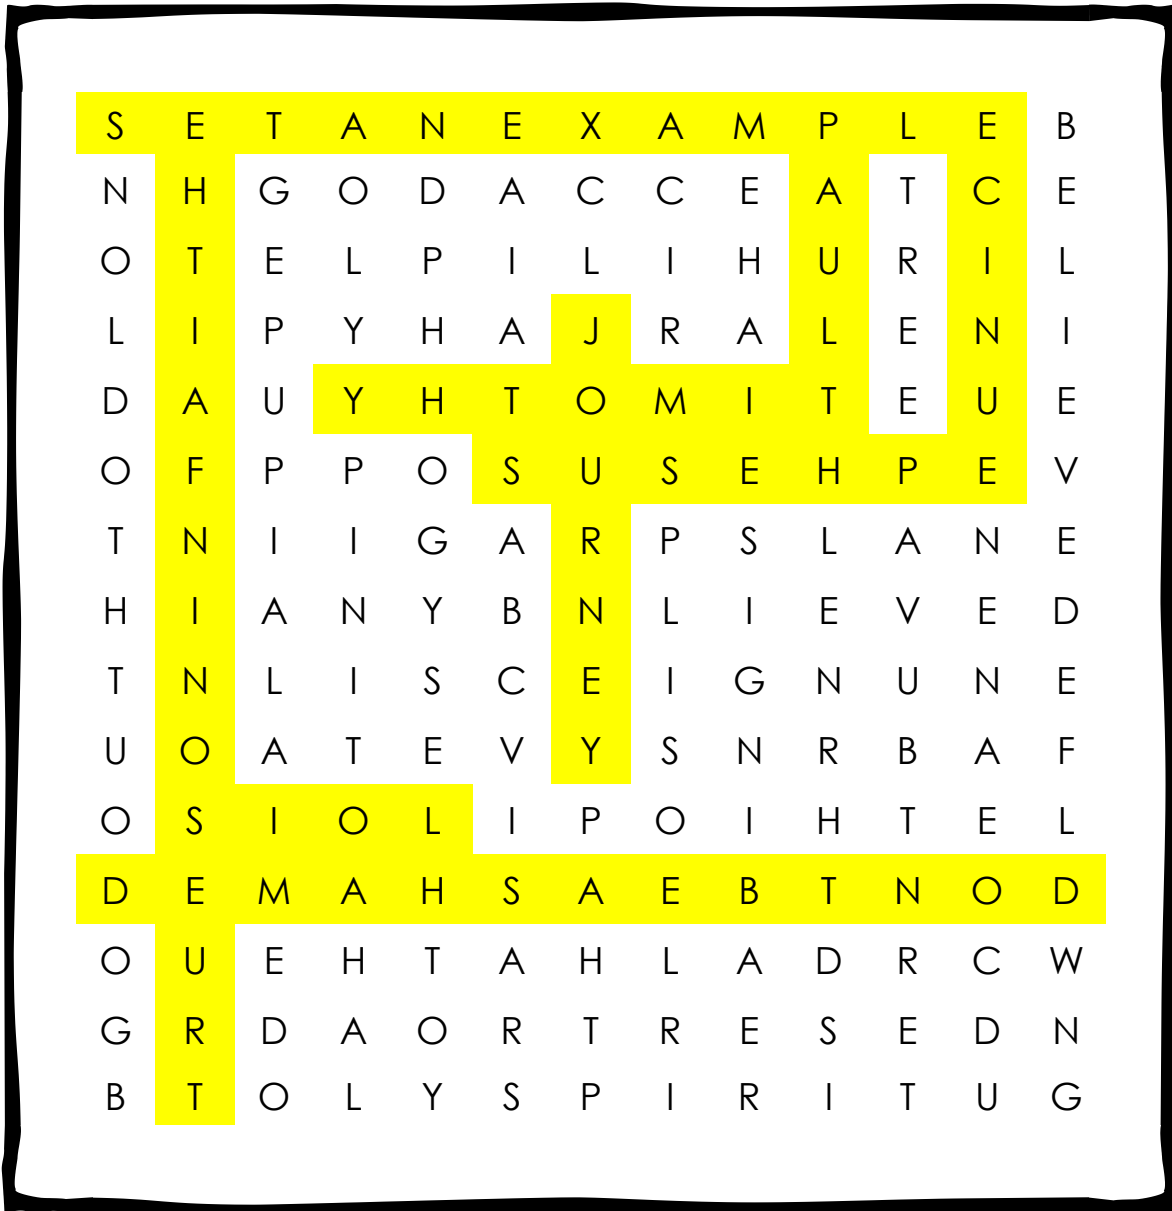 S E T A N E X A M P L E B
N H G O D A C C E A T C E
O T E L P I L I H U R I L
L I P Y H A J R A L E N I
D A U Y H T O M I T E U E
O F P P O S U S E H P E V
T N I I G A R P S L A N E
H I A N Y B N L I E V E D
T N L I S C E I G N U N E
U O A T E V Y S N R B A F
O S I O L I P O I H T E L
D E M A H S A E B T N O D
O U E H T A H L A D R C W
G R D A O R T R E S E D N
B T O L Y S P I R I T U G